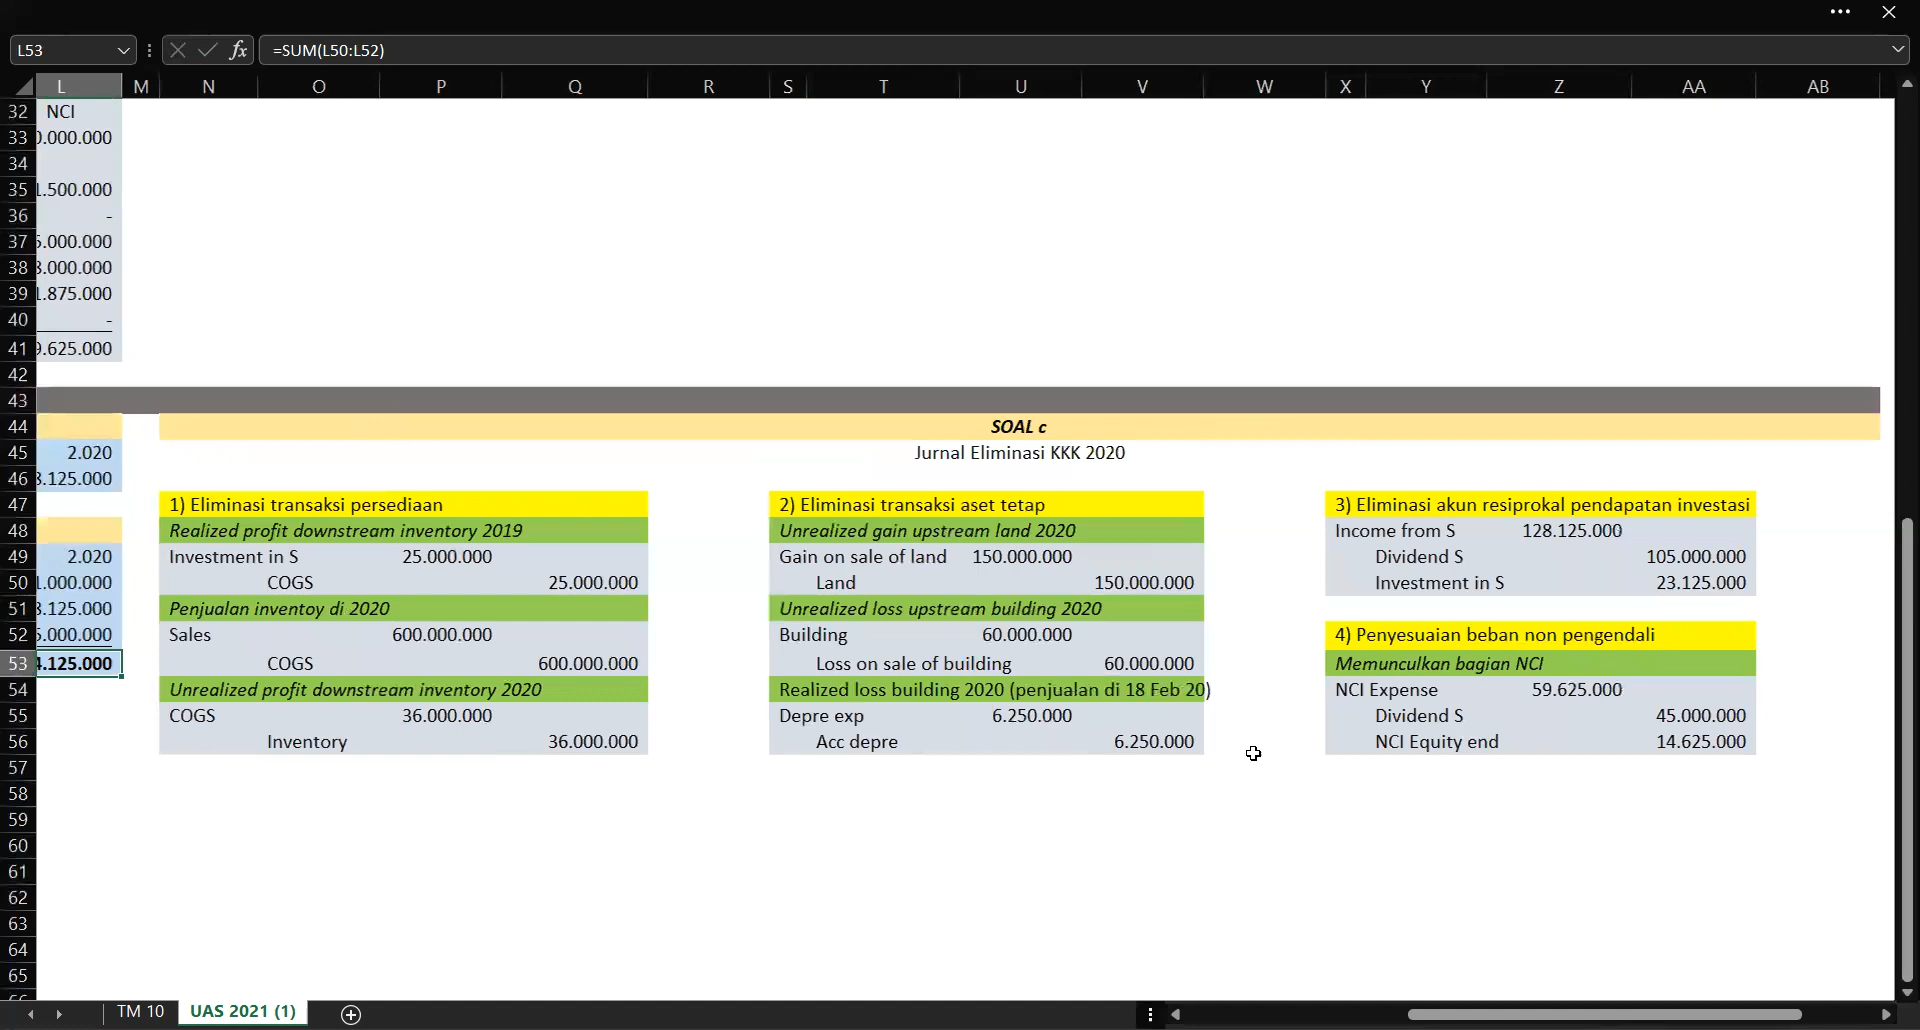 L53 fx =SUM(L50:L52)
L M N O P Q R S T U V W X Y Z AA AB
32 NCI
33 0.000.000
34
35 1.500.000
36 -
37 5.000.000
38 3.000.000
39 1.875.000
40 -
41 9.625.000
42
43
44 SOAL c
45 2.020 Jurnal Eliminasi KKK 2020
46 3.125.000
47 1) Eliminasi transaksi persediaan 2) Eliminasi transaksi aset tetap 3) Eliminasi akun resiprokal pendapatan investasi
48 Realized profit downstream inventory 2019 Unrealized gain upstream land 2020 Income from S 128.125.000
49 2.020 Investment in S 25.000.000 Gain on sale of land 150.000.000 Dividend S 105.000.000
50 1.000.000 COGS 25.000.000 Land 150.000.000 Investment in S 23.125.000
51 3.125.000 Penjualan inventoy di 2020 Unrealized loss upstream building 2020
52 5.000.000 Sales 600.000.000 Building 60.000.000 4) Penyesuaian beban non pengendali
53 4.125.000 COGS 600.000.000 Loss on sale of building 60.000.000 Memunculkan bagian NCI
54 Unrealized profit downstream inventory 2020 Realized loss building 2020 (penjualan di 18 Feb 20) NCI Expense 59.625.000
55 COGS 36.000.000 Depre exp 6.250.000 Dividend S 45.000.000
56 Inventory 36.000.000 Acc depre 6.250.000 NCI Equity end 14.625.000
57
58
59
60
61
62
63
64
65
TM 10 UAS 2021 (1)